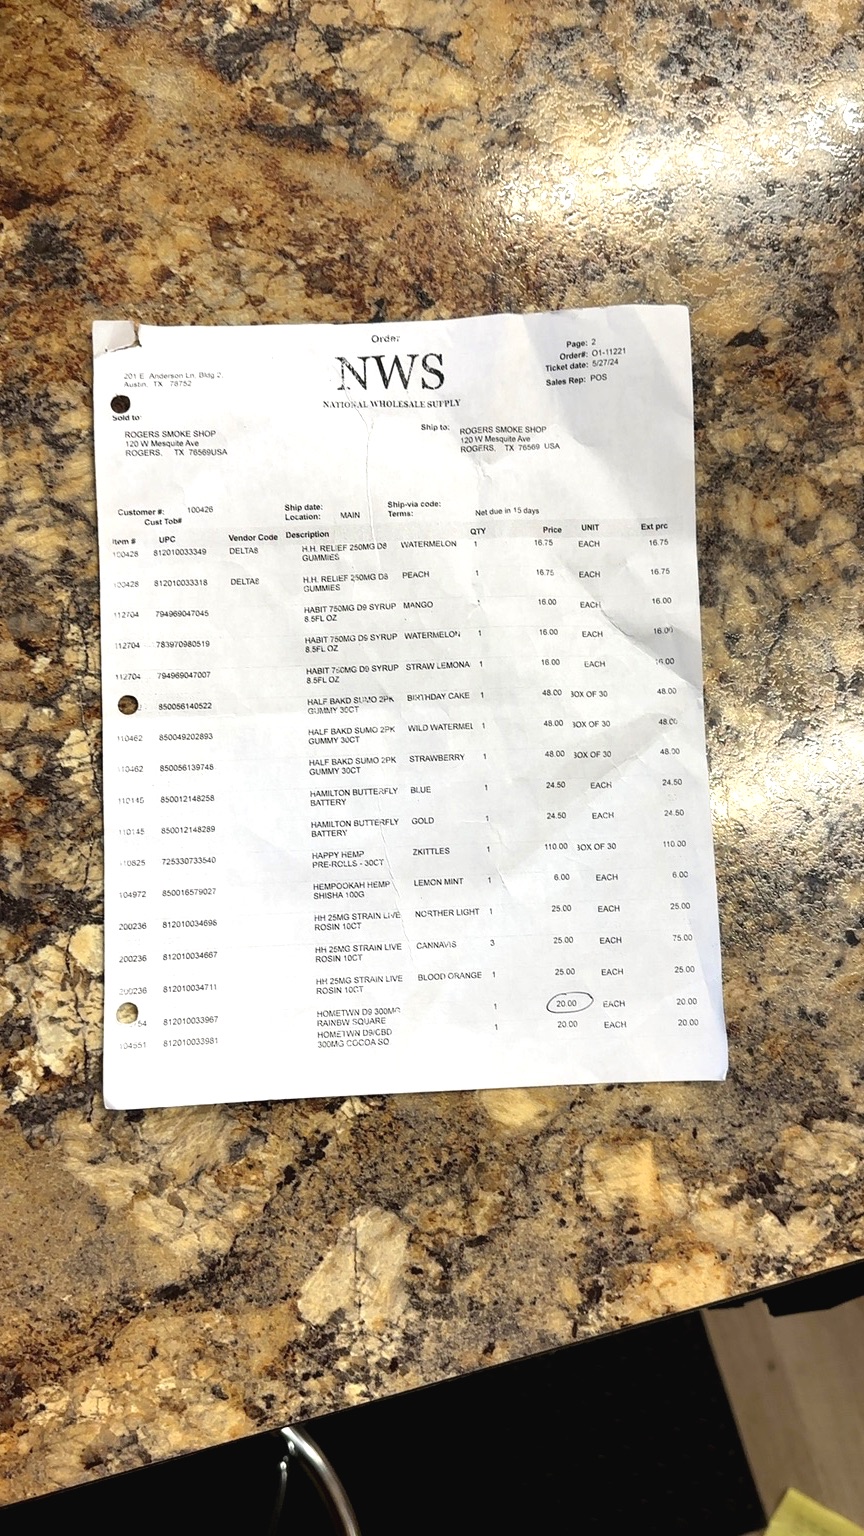 Order
NWS
NATIONAL WHOLESALE SUPPLY
201 E. Anderson Ln, Bldg 2,
Austin, TX 78752
Page: 2
Order#: O1-11221
Ticket date: 5/27/24
Sales Rep: POS
Sold to:
ROGERS SMOKE SHOP
120 W Mesquite Ave
ROGERS, TX 76569USA
Ship to:
ROGERS SMOKE SHOP
120 W Mesquite Ave
ROGERS, TX 76569 USA
Customer #: 100426
Cust Tob#
Ship date:
Location: MAIN
Ship-via code:
Terms: Net due in 15 days
Item # UPC Vendor Code Description QTY Price UNIT Ext prc
100428 812010033349 DELTA8 H.H. RELIEF 250MG D8 WATERMELON 1 16.75 EACH 16.75
GUMMIES
100428 812010033318 DELTA8 H.H. RELIEF 250MG D8 PEACH 1 16.75 EACH 16.75
GUMMIES
112704 794969047045 HABIT 750MG D9 SYRUP MANGO 1 16.00 EACH 16.00
8.5FL OZ
112704 783970980519 HABIT 750MG D9 SYRUP WATERMELON 1 16.00 EACH 16.00
8.5FL OZ
112704 794969047007 HABIT 750MG D9 SYRUP STRAW LEMONA 1 16.00 EACH 16.00
8.5FL OZ
850056140522 HALF BAKD SUMO 2PK BIRTHDAY CAKE 1 48.00 BOX OF 30 48.00
GUMMY 30CT
110462 850049202893 HALF BAKD SUMO 2PK WILD WATERMEL 1 48.00 BOX OF 30 48.00
GUMMY 30CT
110462 850056139746 HALF BAKD SUMO 2PK STRAWBERRY 1 48.00 BOX OF 30 48.00
GUMMY 30CT
110145 850012148258 HAMILTON BUTTERFLY BLUE 1 24.50 EACH 24.50
BATTERY
110145 850012148289 HAMILTON BUTTERFLY GOLD 1 24.50 EACH 24.50
BATTERY
110825 725330733540 HAPPY HEMP ZKITTLES 1 110.00 BOX OF 30 110.00
PRE-ROLLS - 30CT
104972 850016579027 HEMPOOKAH HEMP LEMON MINT 1 6.00 EACH 6.00
SHISHA 100G
200236 812010034698 HH 25MG STRAIN LIVE NORTHER LIGHT 1 25.00 EACH 25.00
ROSIN 10CT
200236 812010034667 HH 25MG STRAIN LIVE CANNAVIS 3 25.00 EACH 75.00
ROSIN 10CT
200236 812010034711 HH 25MG STRAIN LIVE BLOOD ORANGE 1 25.00 EACH 25.00
ROSIN 10CT
812010033967 HOMETWN D9 300MG 1 20.00 EACH 20.00
RAINBW SQUARE
104551 812010033981 HOMETWN D9/CBD 1 20.00 EACH 20.00
300MG COCOA SQ